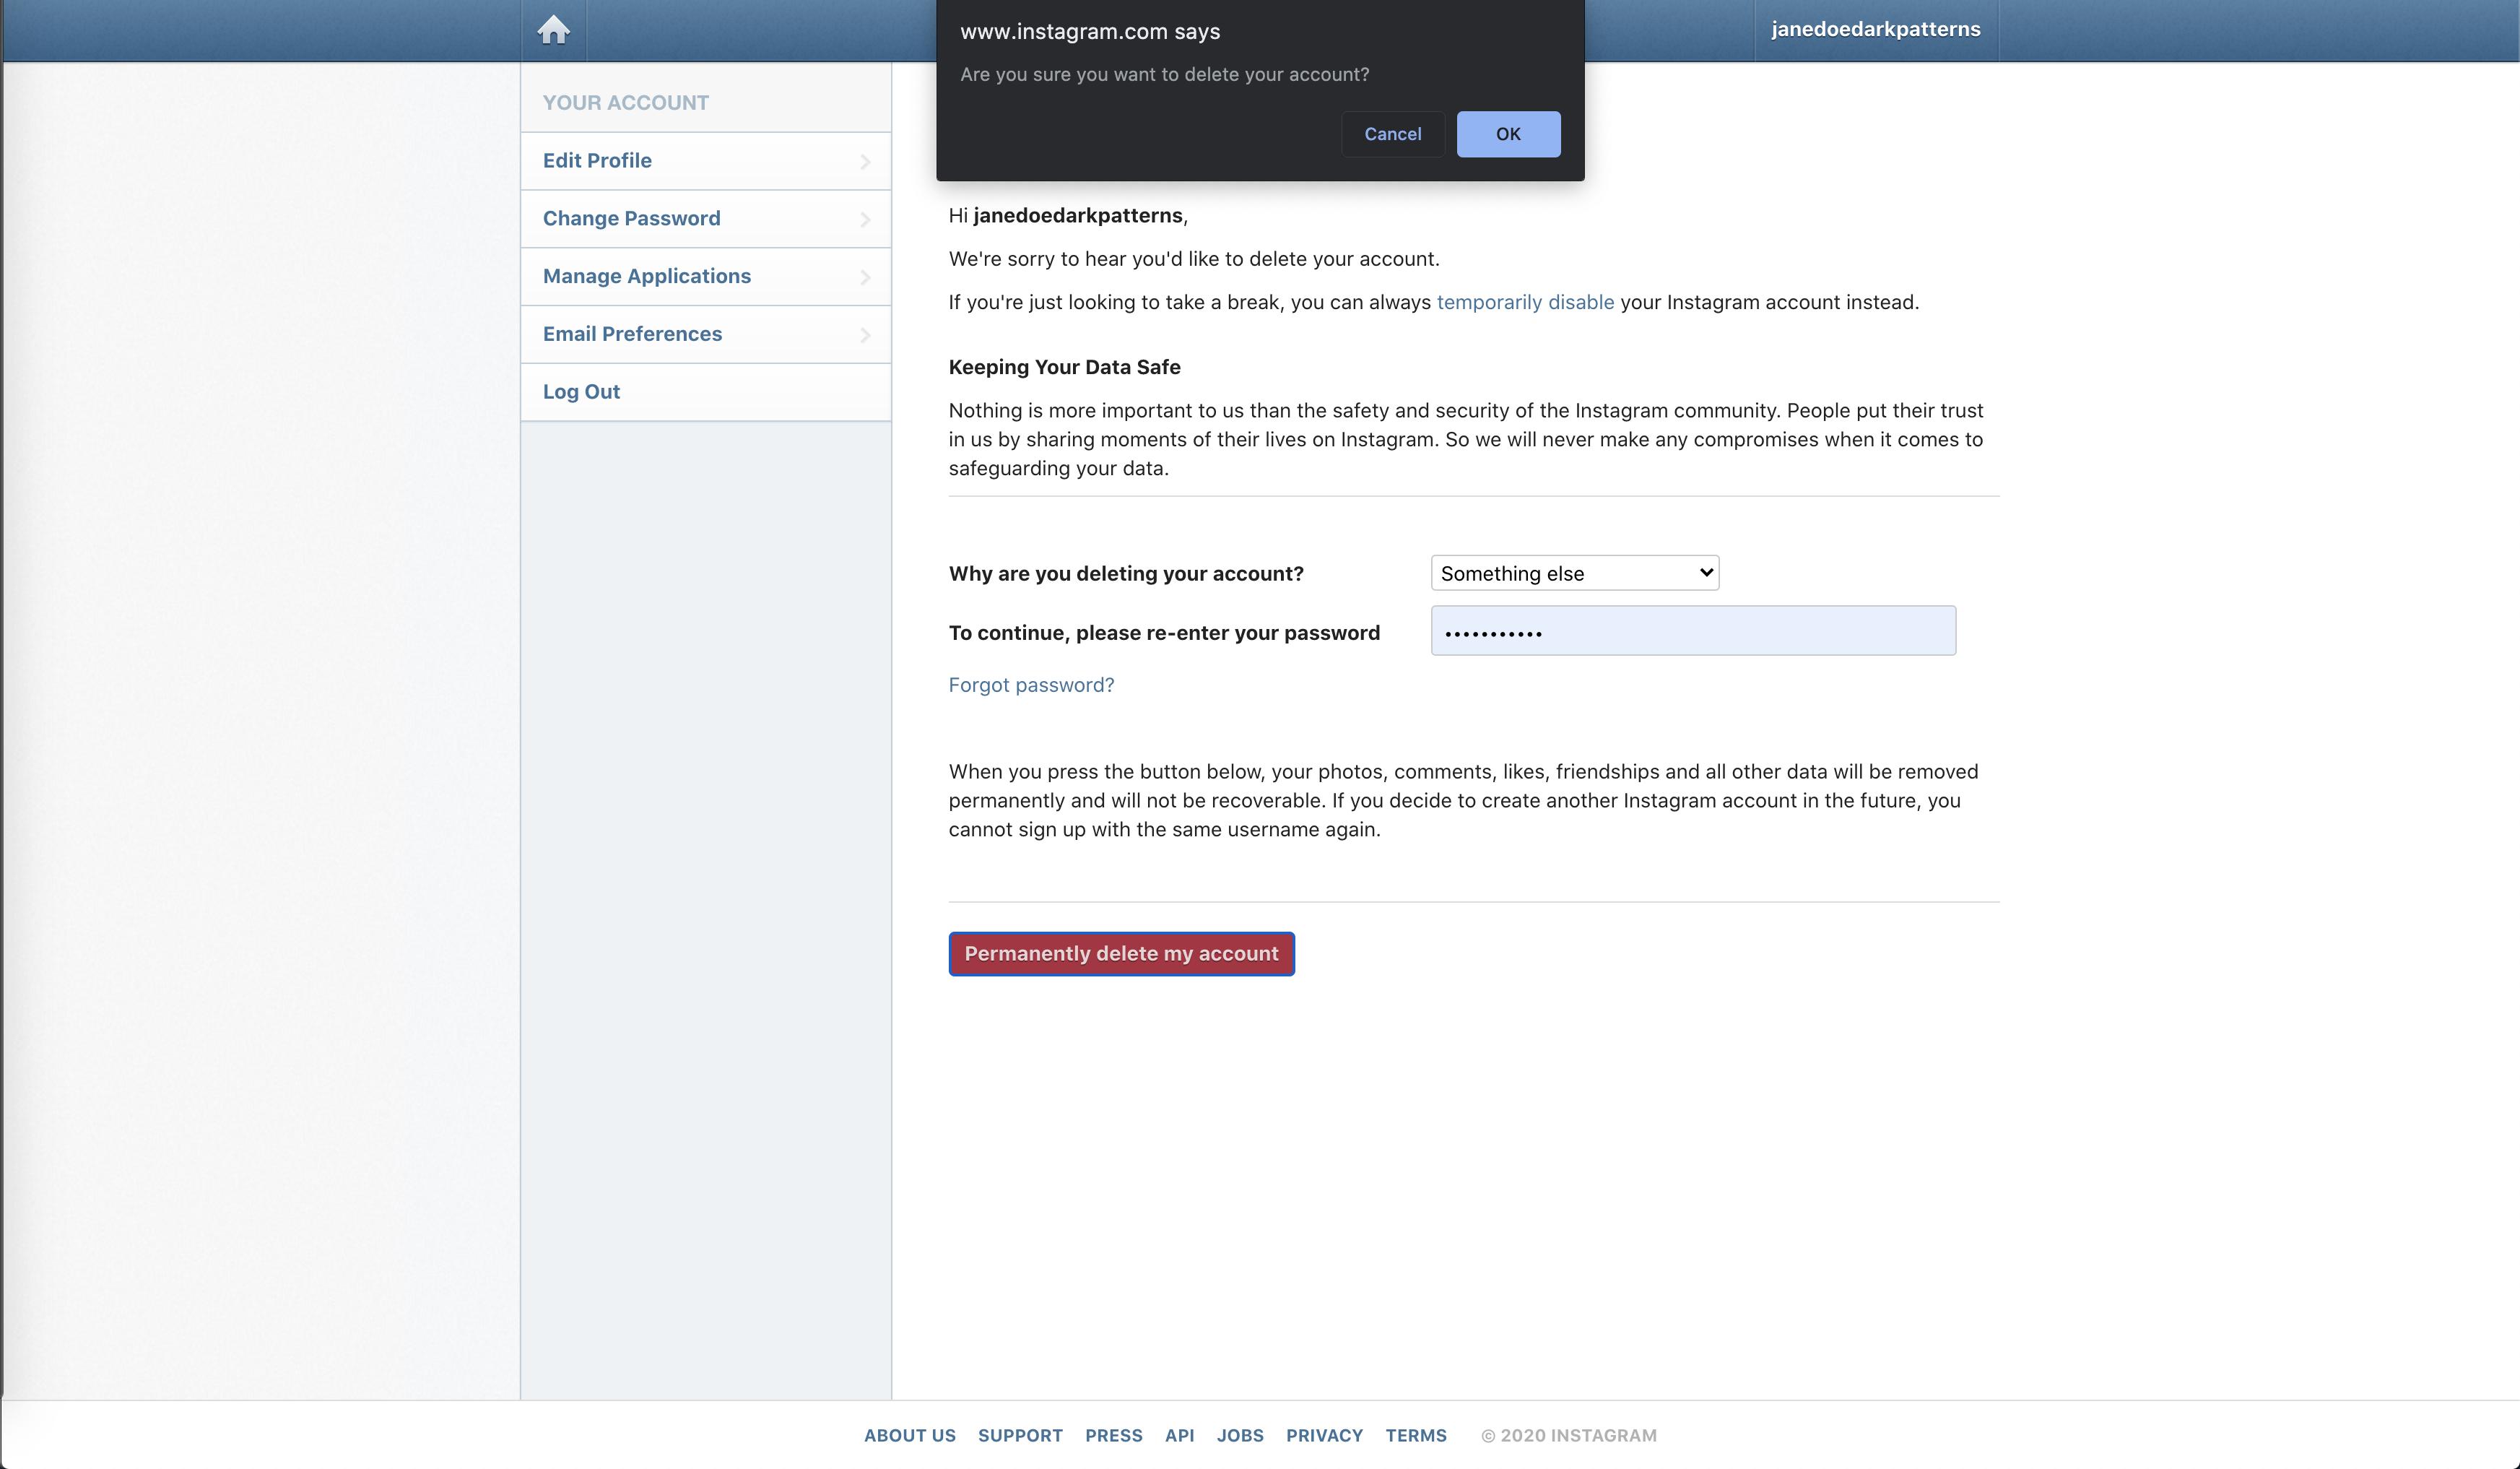 janedoedarkpatterns
www.instagram.com says
Are you sure you want to delete your account?
Cancel
OK
YOUR ACCOUNT
Edit Profile
Change Password
Manage Applications
Email Preferences
Log Out
Hi janedoedarkpatterns,
We're sorry to hear you'd like to delete your account.
If you're just looking to take a break, you can always temporarily disable your Instagram account instead.
Keeping Your Data Safe
Nothing is more important to us than the safety and security of the Instagram community. People put their trust
in us by sharing moments of their lives on Instagram. So we will never make any compromises when it comes to
safeguarding your data.
Why are you deleting your account?
Something else
To continue, please re-enter your password
•••••••••••
Forgot password?
When you press the button below, your photos, comments, likes, friendships and all other data will be removed
permanently and will not be recoverable. If you decide to create another Instagram account in the future, you
cannot sign up with the same username again.
Permanently delete my account
ABOUT US SUPPORT PRESS API JOBS PRIVACY TERMS © 2020 INSTAGRAM